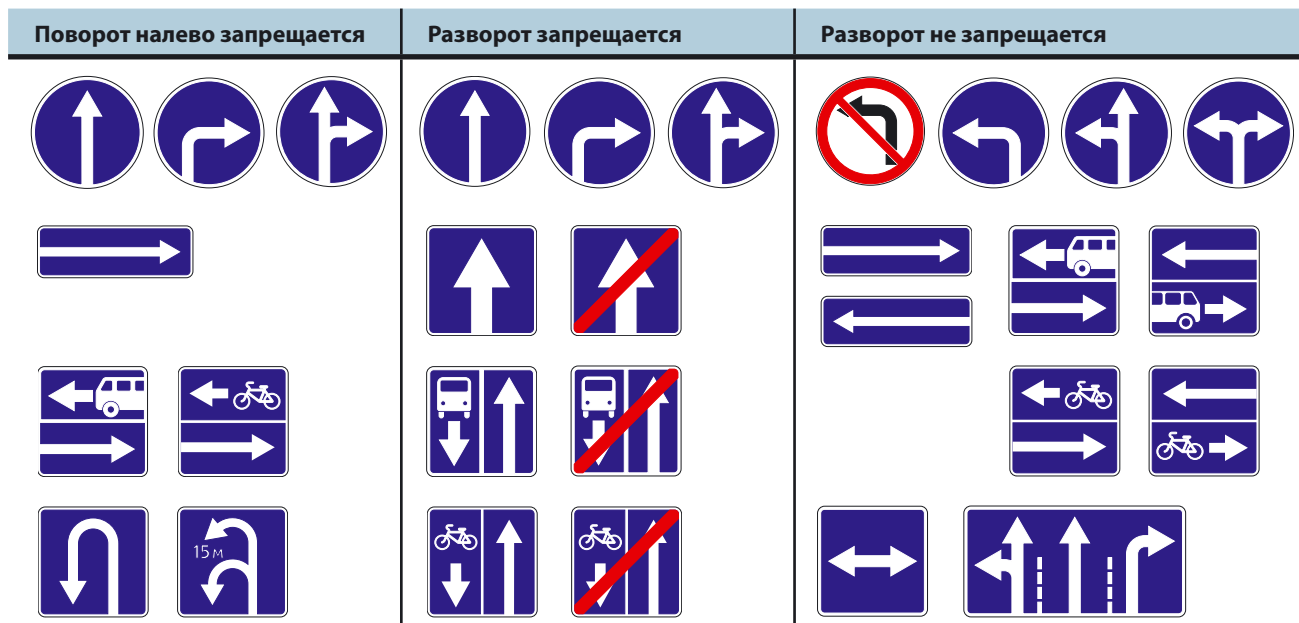 Поворот налево запрещается
Разворот запрещается
Разворот не запрещается
15 м